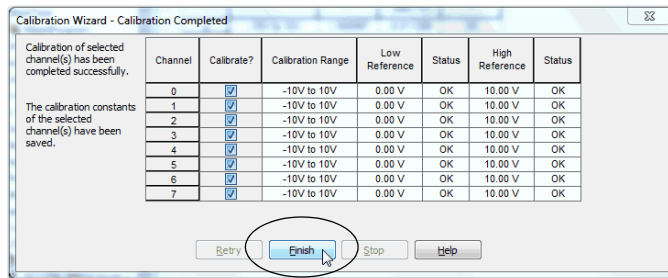 Calibration Wizard - Calibration Completed
Calibration of selected
channel(s) has been
completed successfully.
The calibration constants
of the selected
channel(s) have been
saved.
Channel Calibrate? Calibration Range Low Reference Status High Reference Status
0 -10V to 10V 0.00 V OK 10.00 V OK
1 -10V to 10V 0.00 V OK 10.00 V OK
2 -10V to 10V 0.00 V OK 10.00 V OK
3 -10V to 10V 0.00 V OK 10.00 V OK
4 -10V to 10V 0.00 V OK 10.00 V OK
5 -10V to 10V 0.00 V OK 10.00 V OK
6 -10V to 10V 0.00 V OK 10.00 V OK
7 -10V to 10V 0.00 V OK 10.00 V OK
Retry Finish Stop Help